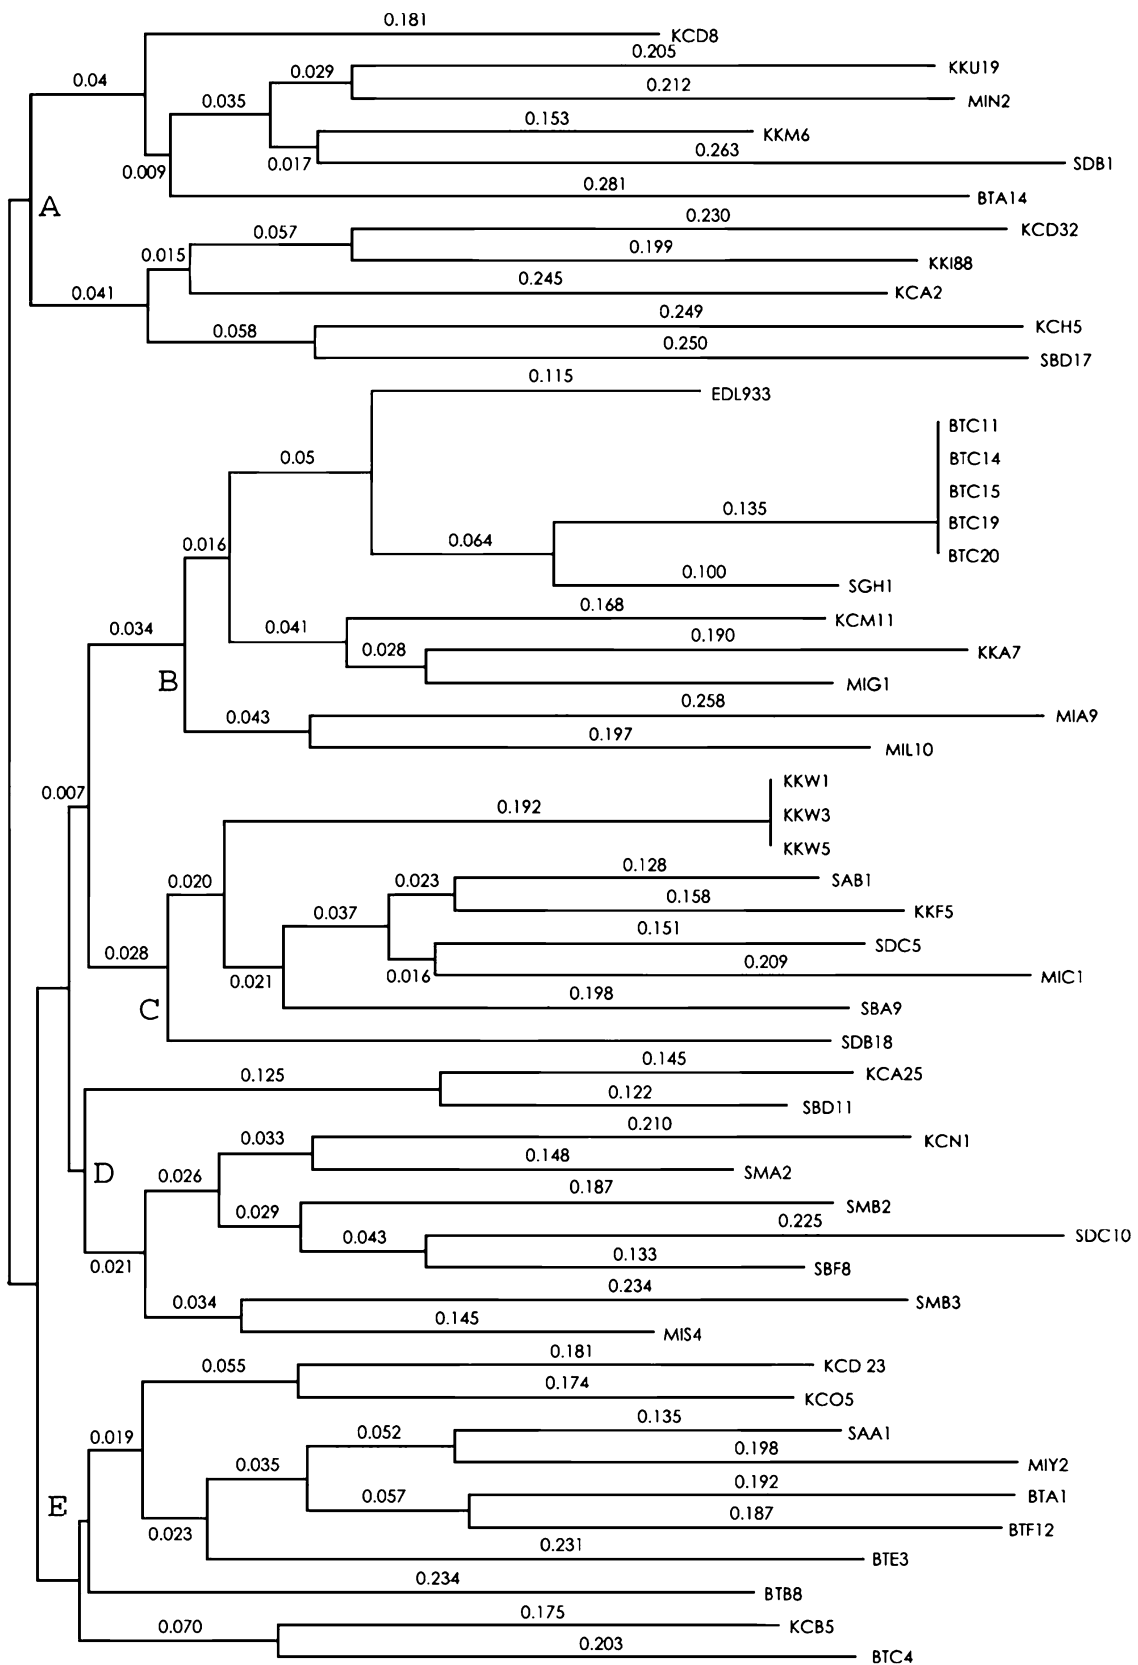 0.181
KCD8
0.205
0.04
0.029
KKU19
0.212
0.035
MIN2
0.153
KKM6
0.263
0.017
SDB1
0.009
0.281
BTA14
A
0.230
0.057
KCD32
0.015
0.199
KKI88
0.245
0.041
KCA2
0.249
0.058
KCH5
0.250
SBD17
0.115
EDL933
BTC11
0.05
BTC14
BTC15
0.135
BTC19
0.064
0.016
BTC20
0.100
SGH1
0.168
0.034
0.041
KCM11
0.190
0.028
KKA7
B
MIG1
0.258
0.043
MIA9
0.197
MIL10
KKW1
0.007
0.192
KKW3
KKW5
0.128
0.020
0.023
SAB1
0.158
0.037
KKF5
0.151
0.028
SDC5
0.209
0.016
MIC1
0.021
0.198
C
SBA9
SDB18
0.145
0.125
KCA25
0.122
SBD11
0.210
0.033
KCN1
0.148
D
SMA2
0.026
0.187
SMB2
0.029
0.225
0.043
SDC10
0.133
0.021
SBF8
0.234
0.034
SMB3
0.145
MIS4
0.181
0.055
KCD 23
0.174
KCO5
0.135
0.019
0.052
SAA1
0.198
0.035
MIY2
0.192
E
0.057
BTA1
0.187
0.023
BTF12
0.231
BTE3
0.234
BTB8
0.175
0.070
KCB5
0.203
BTC4